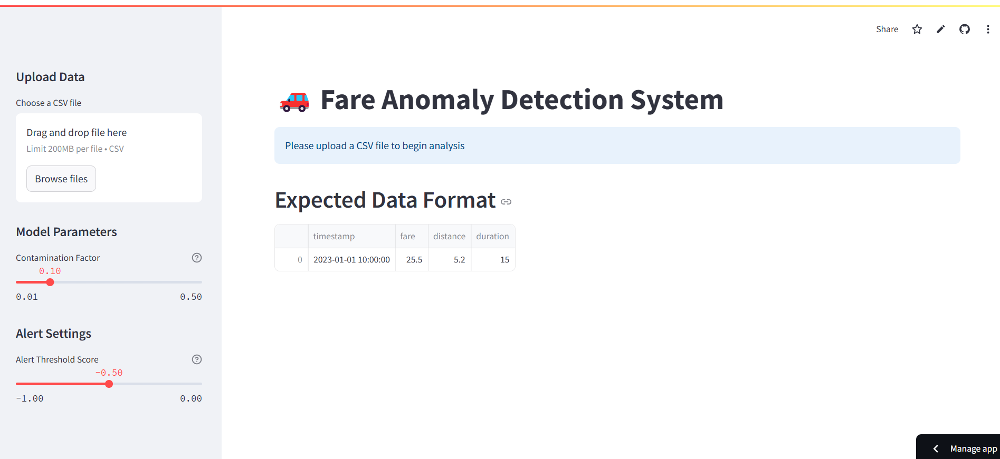 Share
Upload Data
Choose a CSV file
Drag and drop file here
Limit 200MB per file • CSV
Browse files
Model Parameters
Contamination Factor
0.10
0.01 0.50
Alert Settings
Alert Threshold Score
-0.50
-1.00 0.00
Fare Anomaly Detection System
Please upload a CSV file to begin analysis
Expected Data Format
timestamp fare distance duration
0 2023-01-01 10:00:00 25.5 5.2 15
Manage app